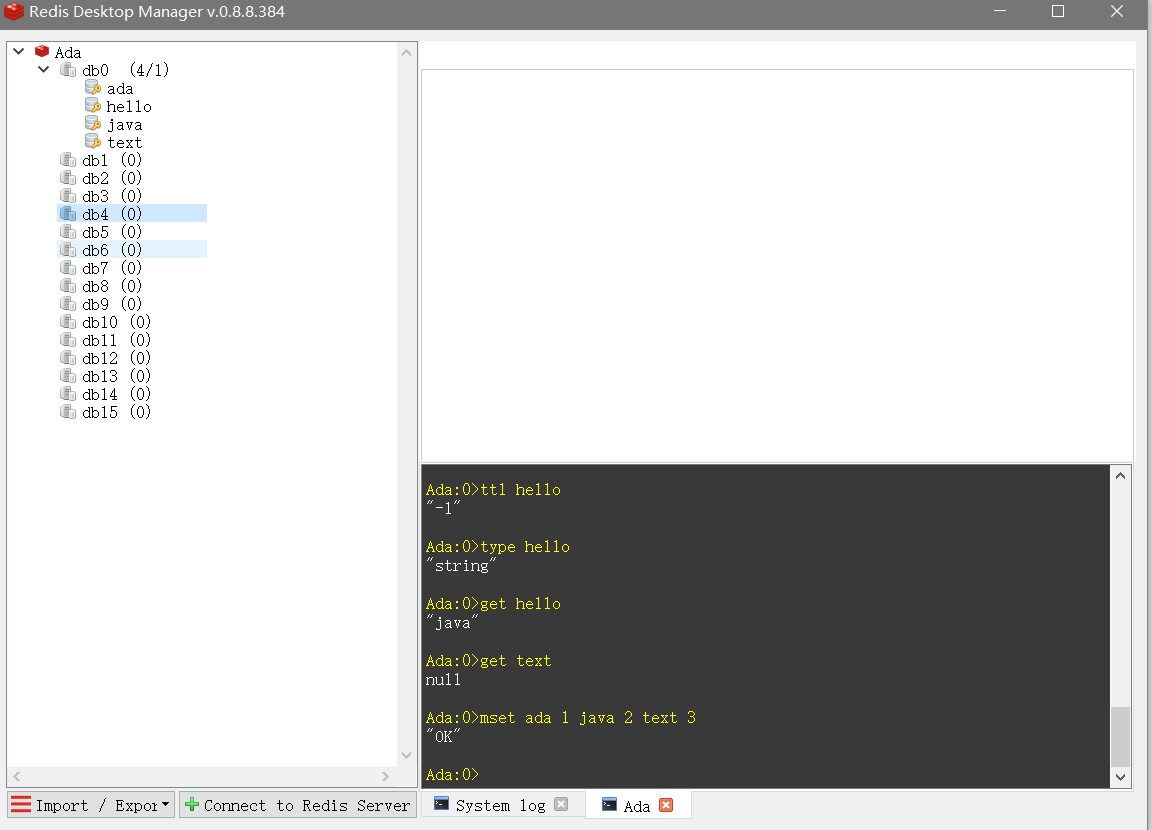 Redis Desktop Manager v.0.8.8.384
Ada
db0 (4/1)
ada
hello
java
text
db1 (0)
db2 (0)
db3 (0)
db4 (0)
db5 (0)
db6 (0)
db7 (0)
db8 (0)
db9 (0)
db10 (0)
db11 (0)
db12 (0)
db13 (0)
db14 (0)
db15 (0)
Ada:0>ttl hello
"-1"
Ada:0>type hello
"string"
Ada:0>get hello
"java"
Ada:0>get text
null
Ada:0>mset ada 1 java 2 text 3
"OK"
Ada:0>
Import / Expor
Connect to Redis Server
System log
Ada